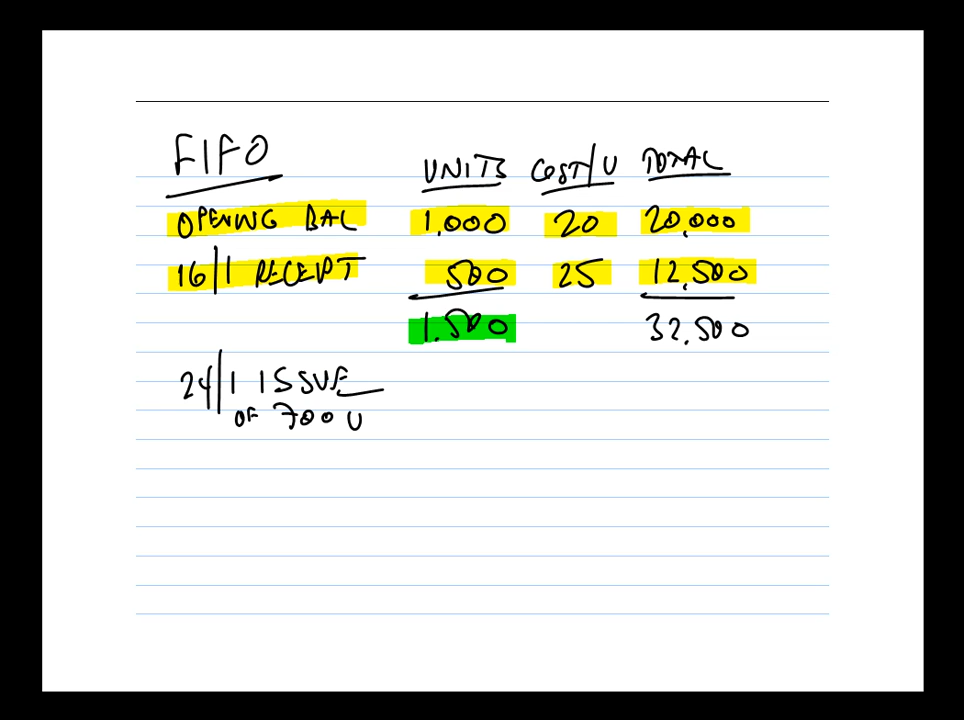 FIFO UNITS COST/U TOTAL
OPENING BAL 1,000 20 20,000
16/1 RECEIPT 500 25 12,500
1,500 32,500
24/1 ISSUE
OF 700 U